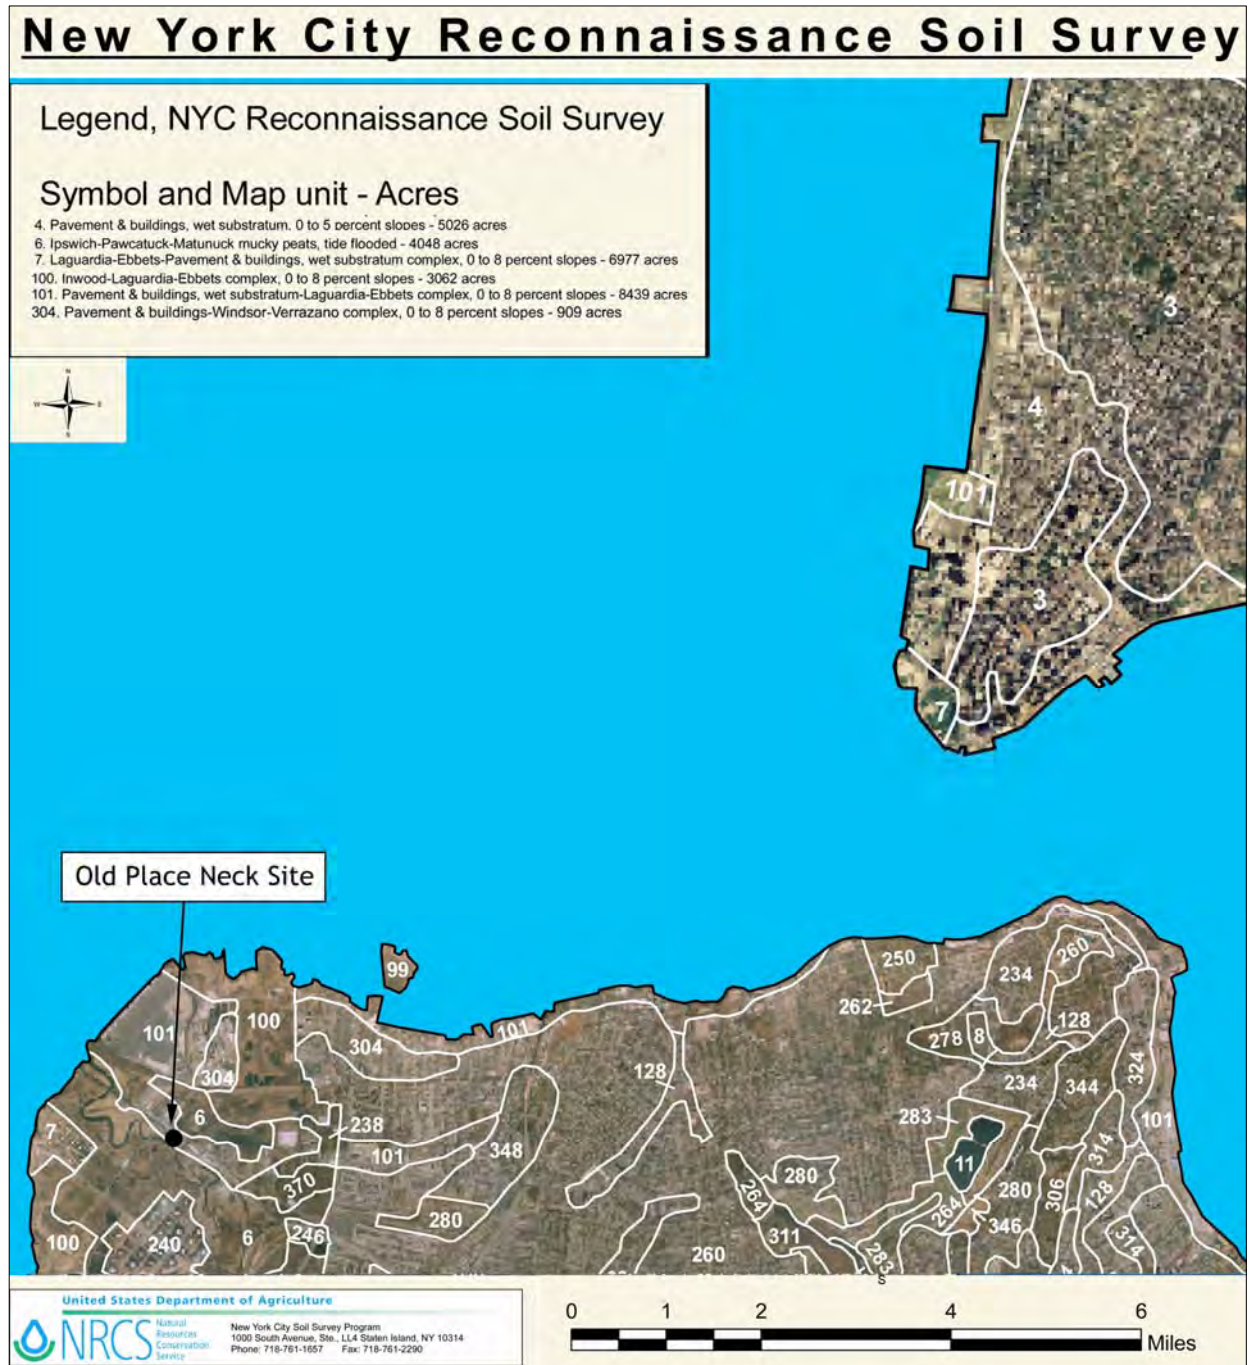 New York City Reconnaissance Soil Survey
Legend, NYC Reconnaissance Soil Survey
Symbol and Map unit - Acres
4. Pavement & buildings, wet substratum. 0 to 5 percent slopes - 5026 acres
6. Ipswich-Pawcatuck-Matunuck mucky peats, tide flooded - 4048 acres
7. Laguardia-Ebbets-Pavement & buildings, wet substratum complex, 0 to 8 percent slopes - 6977 acres
100. Inwood-Laguardia-Ebbets complex, 0 to 8 percent slopes - 3062 acres
101. Pavement & buildings, wet substratum-Laguardia-Ebbets complex, 0 to 8 percent slopes - 8439 acres
304. Pavement & buildings-Windsor-Verrazano complex, 0 to 8 percent slopes - 909 acres
N
W E
S
3
4
101
3
7
Old Place Neck Site
99
250
234
260
262
101
100
101
128
304
278
8
304
128
324
234
344
6
238
283
101
7
348
101
11
314
280
370
280
264
306
128
264
280
346
314
246
100
240
6
260
311
283
S
United States Department of Agriculture
NRCS
Natural
Resources
Conservation
Service
New York City Soil Survey Program
1000 South Avenue, Ste., LL4 Staten Island, NY 10314
Phone: 718-761-1657 Fax: 718-761-2290
0 1 2 4 6
Miles